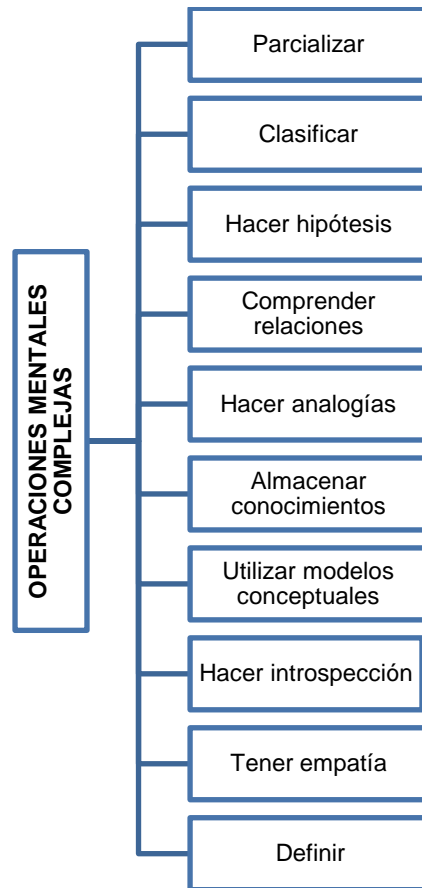 OPERACIONES MENTALES
COMPLEJAS
Parcializar
Clasificar
Hacer hipótesis
Comprender
relaciones
Hacer analogías
Almacenar
conocimientos
Utilizar modelos
conceptuales
Hacer introspección
Tener empatía
Definir